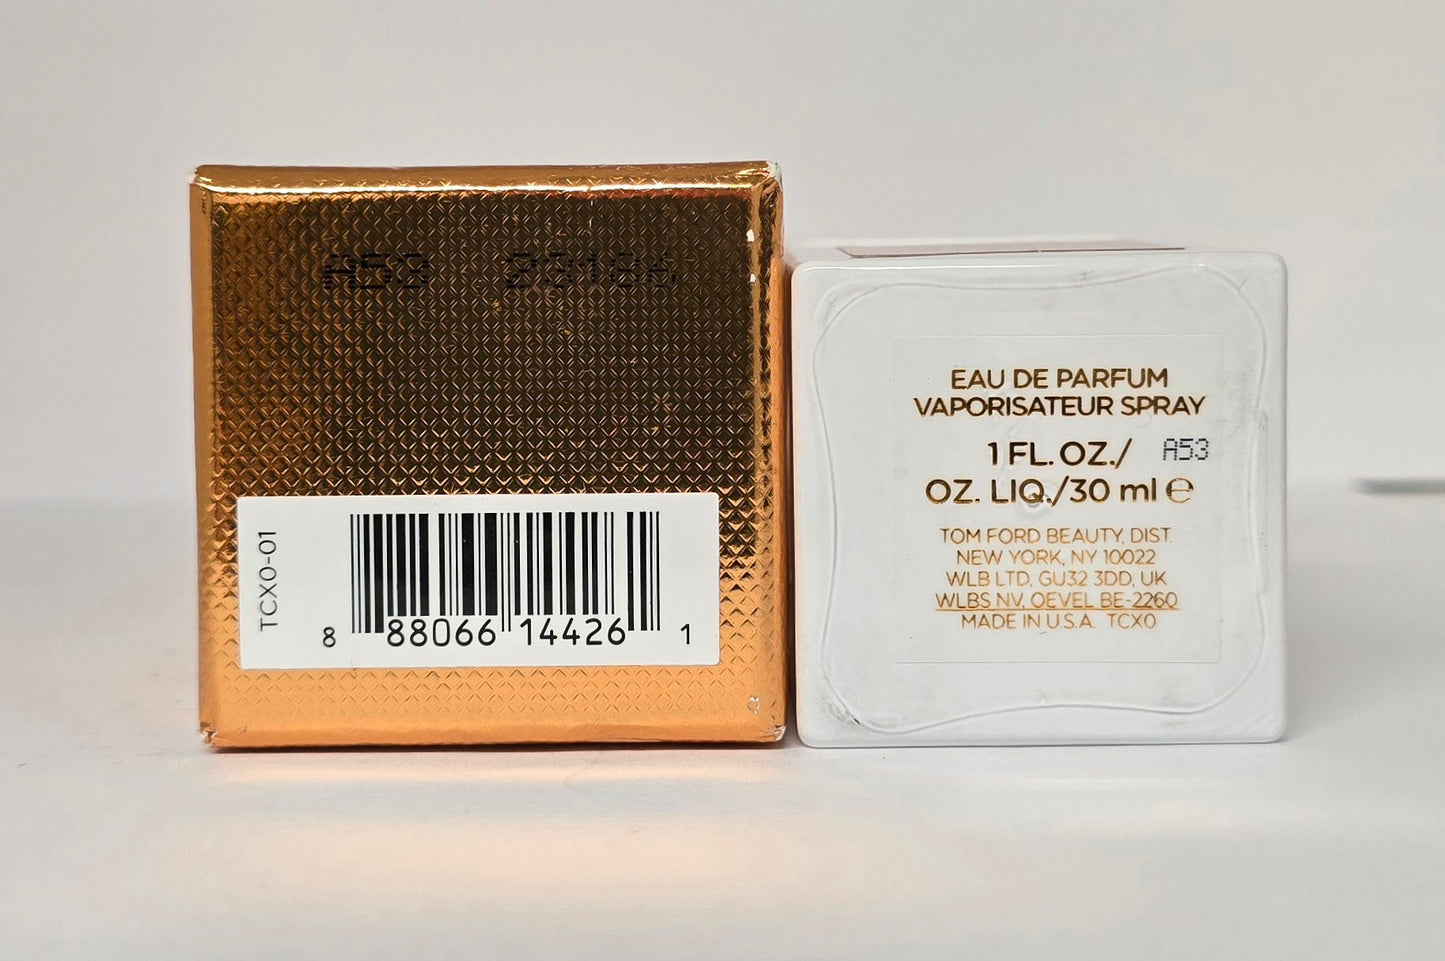 A53 23186
TCX0-01
8 88066 14426 1
EAU DE PARFUM
VAPORISATEUR SPRAY
1 FL. OZ./ A53
OZ. LIQ./30 ml ℮
TOM FORD BEAUTY, DIST.
NEW YORK, NY 10022
WLB LTD, GU32 3DD, UK
WLBS NV, OEVEL BE-2260
MADE IN U.S.A. TCX0